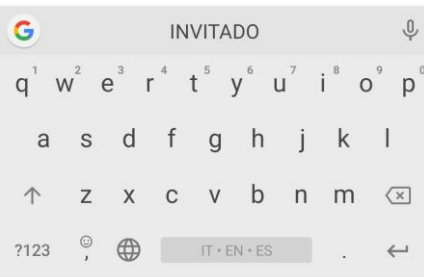 G INVITADO
q1 w2 e3 r4 t5 y6 u7 i8 o9 p0
a s d f g h j k l
z x c v b n m
?123 , IT • EN • ES .